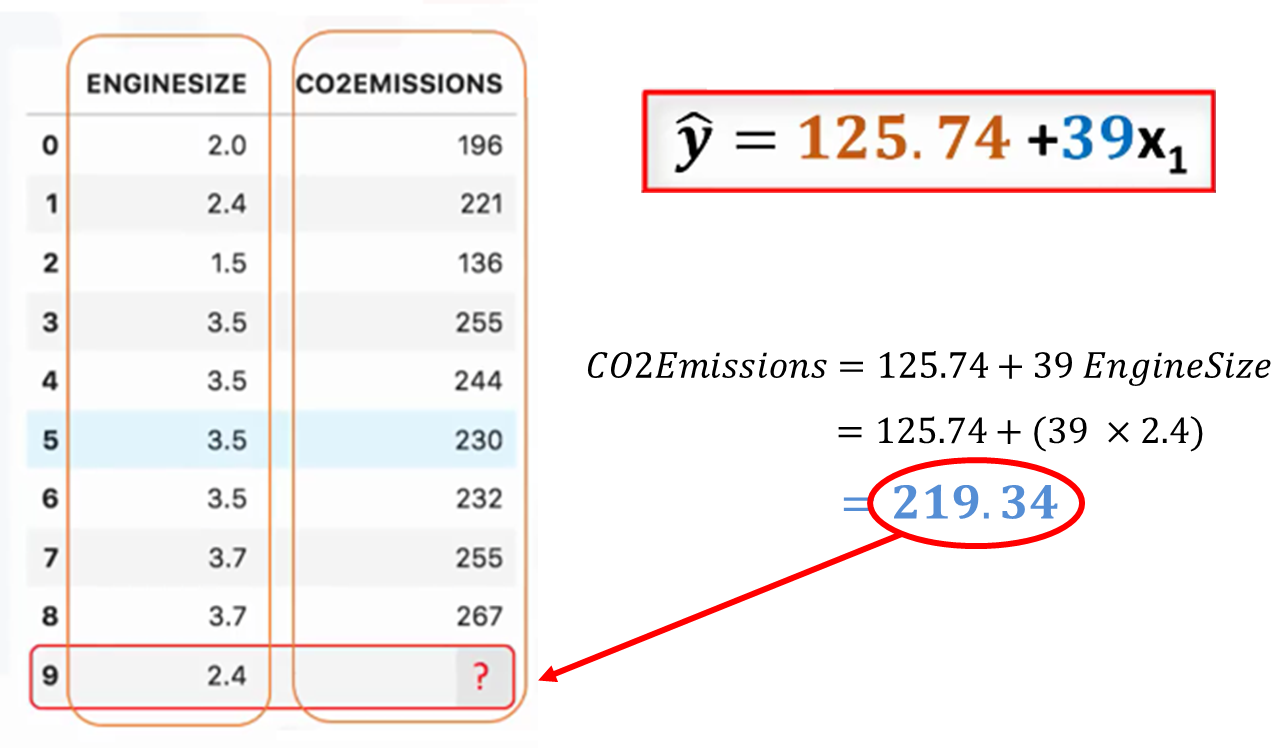 ENGINESIZE CO2EMISSIONS
0 2.0 196
1 2.4 221
2 1.5 136
3 3.5 255
4 3.5 244
5 3.5 230
6 3.5 232
7 3.7 255
8 3.7 267
9 2.4 ?
ŷ = 125.74 +39x₁
CO2Emissions = 125.74 + 39 EngineSize
= 125.74 + (39 × 2.4)
= 219.34